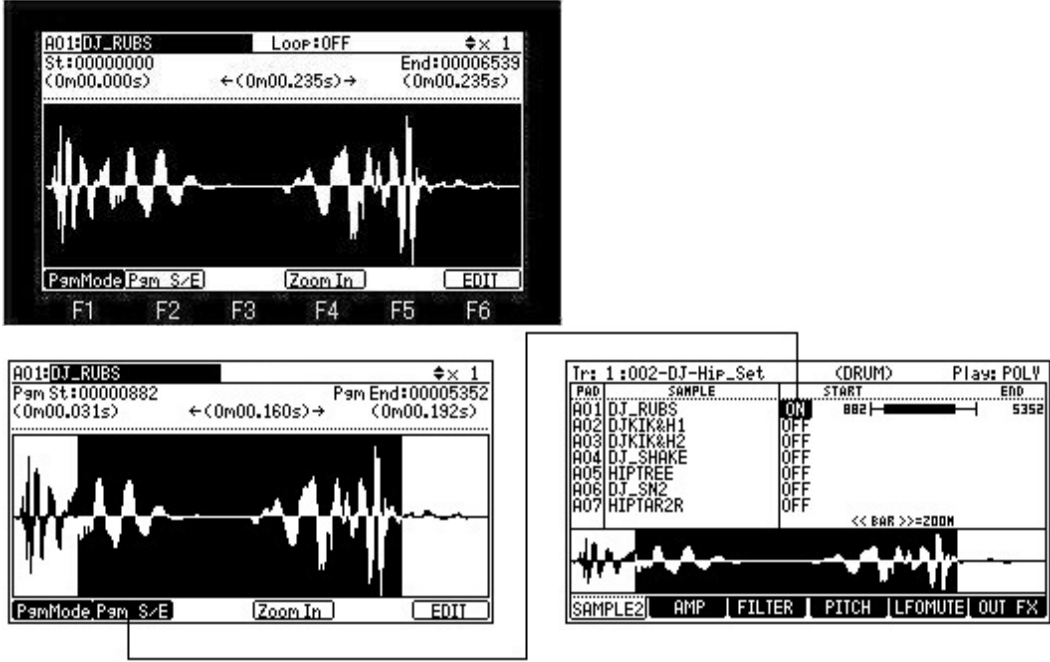 A01:DJ_RUBS Loop:OFF × 1
St:00000000 End:00006539
(0m00.000s) ←(0m00.235s)→ (0m00.235s)
PgmMode Pgm S/E Zoom In EDIT
F1 F2 F3 F4 F5 F6
A01:DJ_RUBS × 1
Pgm St:00000882 Pgm End:00005352
(0m00.031s) ←(0m00.160s)→ (0m00.192s)
PgmMode Pgm S/E Zoom In EDIT
Tr: 1:002-DJ-Hip_Set (DRUM) Play: POLY
PAD SAMPLE START END
A01 DJ_RUBS ON 882 5352
A02 DJKIK&H1 OFF
A03 DJKIK&H2 OFF
A04 DJ_SHAKE OFF
A05 HIPTREE OFF
A06 DJ_SN2 OFF
A07 HIPTAR2R OFF
<< BAR >>=ZOOM
SAMPLE2 AMP FILTER PITCH LFOMUTE OUT FX